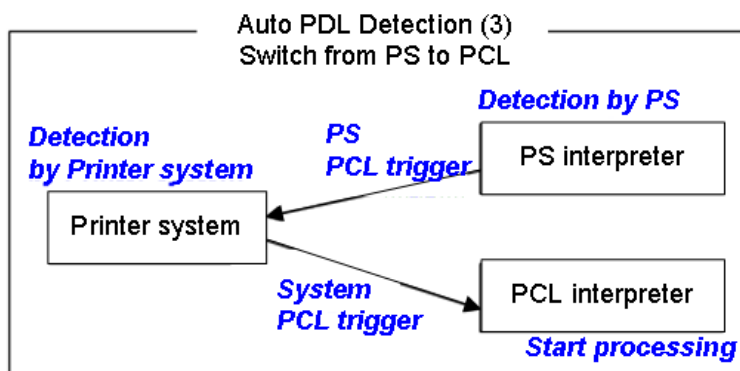 Auto PDL Detection (3)
Switch from PS to PCL
Detection by PS
Detection
by Printer system
PS
PCL trigger
PS interpreter
Printer system
System
PCL trigger
PCL interpreter
Start processing